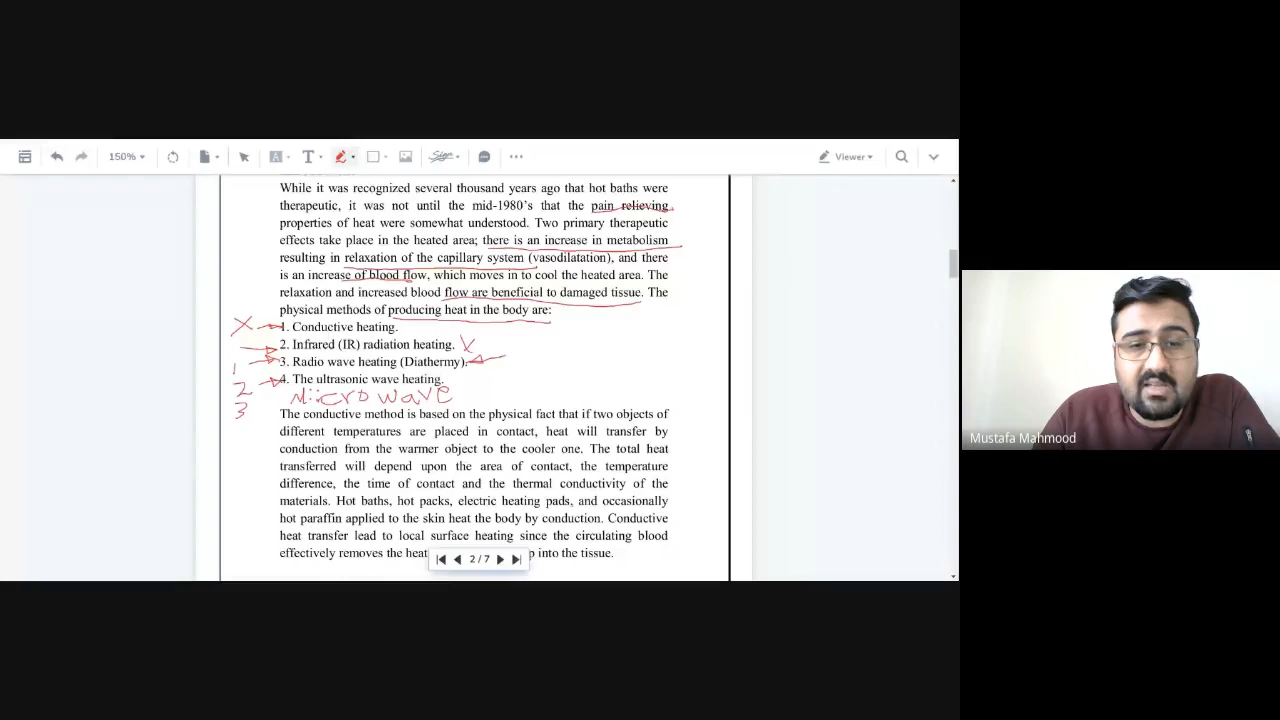 150%
T
Sign
Viewer
While it was recognized several thousand years ago that hot baths were
therapeutic, it was not until the mid-1980's that the pain relieving
properties of heat were somewhat understood. Two primary therapeutic
effects take place in the heated area; there is an increase in metabolism
resulting in relaxation of the capillary system (vasodilatation), and there
is an increase of blood flow, which moves in to cool the heated area. The
relaxation and increased blood flow are beneficial to damaged tissue. The
physical methods of producing heat in the body are:
X 1. Conductive heating.
2. Infrared (IR) radiation heating. X
1 3. Radio wave heating (Diathermy).
2 4. The ultrasonic wave heating.
3 Microwave
The conductive method is based on the physical fact that if two objects of
different temperatures are placed in contact, heat will transfer by
conduction from the warmer object to the cooler one. The total heat
transferred will depend upon the area of contact, the temperature
difference, the time of contact and the thermal conductivity of the
materials. Hot baths, hot packs, electric heating pads, and occasionally
hot paraffin applied to the skin heat the body by conduction. Conductive
heat transfer lead to local surface heating since the circulating blood
effectively removes the heat into the tissue.
2 / 7
Mustafa Mahmood